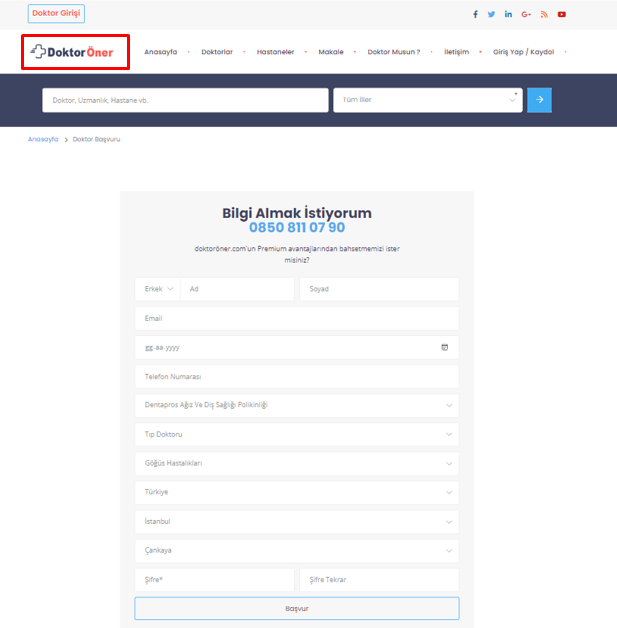 Doktor Girişi
DoktorÖner
Anasayfa
Doktorlar
Hastaneler
Makale
Doktor Musun ?
İletişim
Giriş Yap / Kaydol
Doktor, Uzmanlık, Hastane vb.
Tüm İller
Anasayfa > Doktor Başvuru
Bilgi Almak İstiyorum
0850 811 07 90
doktoröner.com'un Premium avantajlarından bahsetmemizi ister
misiniz?
Erkek
Ad
Soyad
Email
gg.aa.yyyy
Telefon Numarası
Dentapros Ağız Ve Diş Sağlığı Polikinliği
Tıp Doktoru
Göğüs Hastalıkları
Türkiye
İstanbul
Çankaya
Şifre*
Şifre Tekrar
Başvur